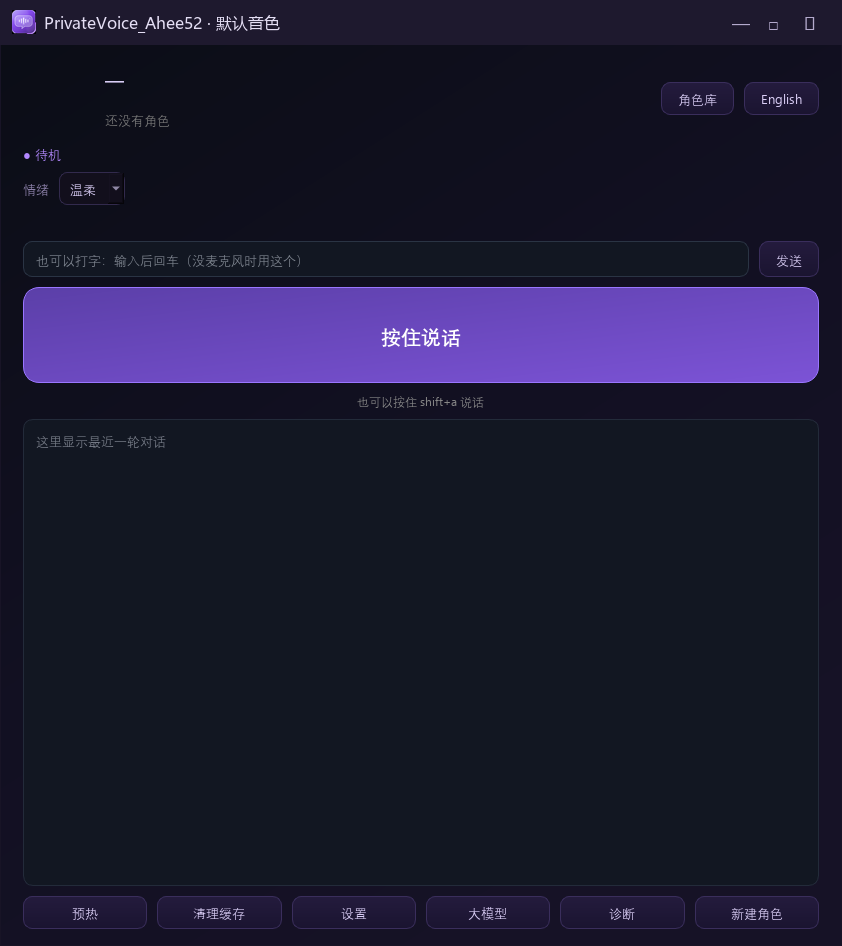 PrivateVoice_Ahee52 · 默认音色
—
还没有角色
角色库
English
● 待机
情绪
温柔
也可以打字：输入后回车（没麦克风时用这个）
发送
按住说话
也可以按住 shift+a 说话
这里显示最近一轮对话
预热
清理缓存
设置
大模型
诊断
新建角色